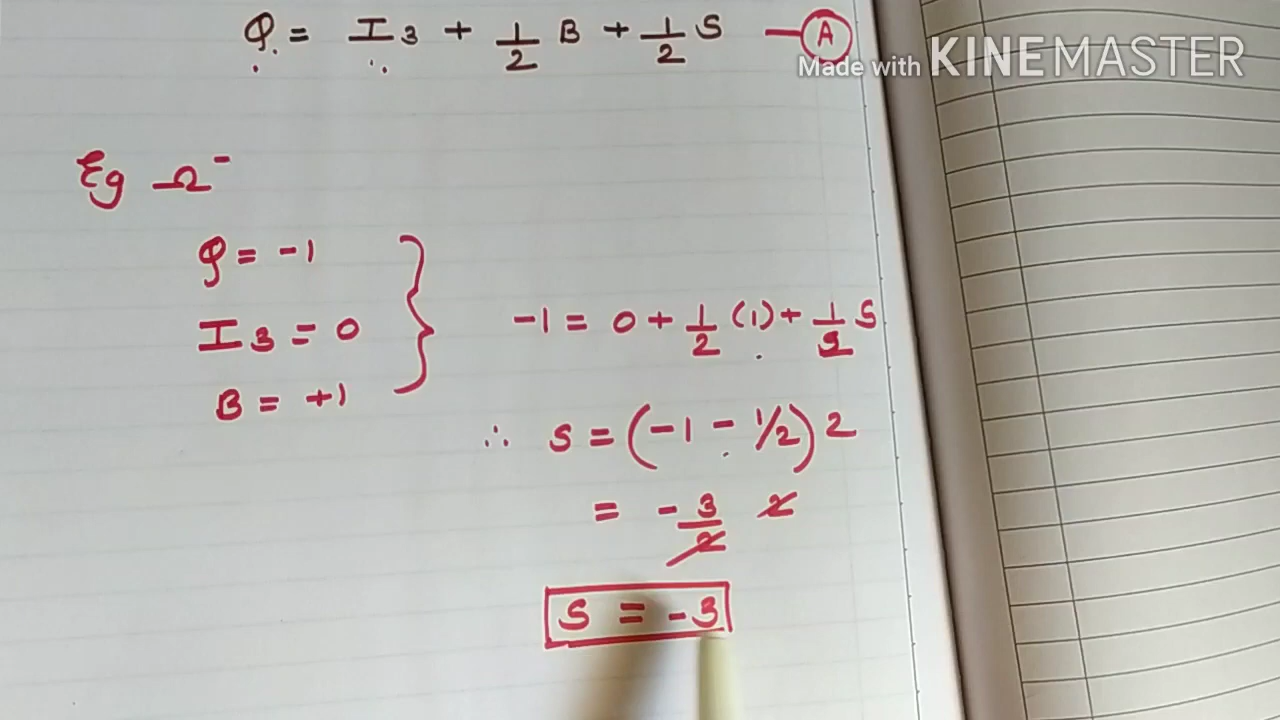 Q = I3 + 1/2 B + 1/2 S — A
Made with KINEMASTER
Eg Ω⁻
Q = -1
I3 = 0
B = +1
-1 = 0 + 1/2 (1) + 1/2 S
∴ S = (-1 - 1/2) 2
= -3/2 2
S = -3